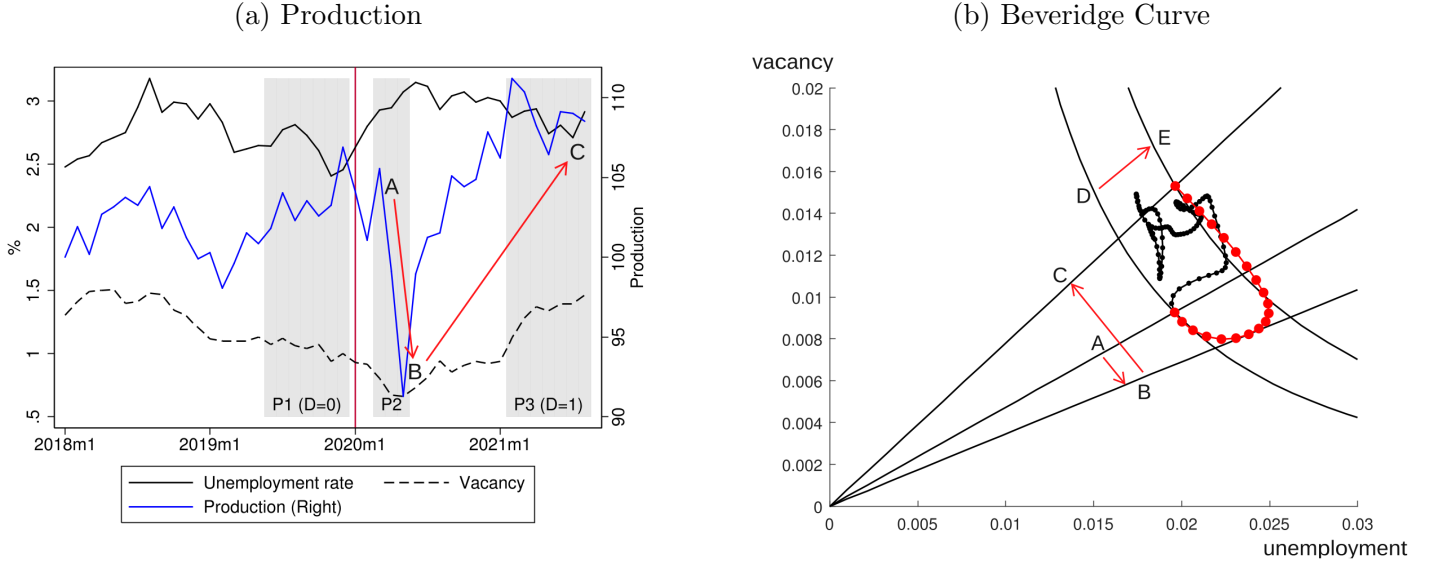 (a) Production
%
3
2.5
2
1.5
1
.5
110
105
100
95
90
Production
A
B
C
P1 (D=0)
P2
P3 (D=1)
2018m1
2019m1
2020m1
2021m1
Unemployment rate
Vacancy
Production (Right)
(b) Beveridge Curve
vacancy
0.02
0.018
0.016
0.014
0.012
0.01
0.008
0.006
0.004
0.002
0
E
D
C
A
B
0
0.005
0.01
0.015
0.02
0.025
0.03
unemployment